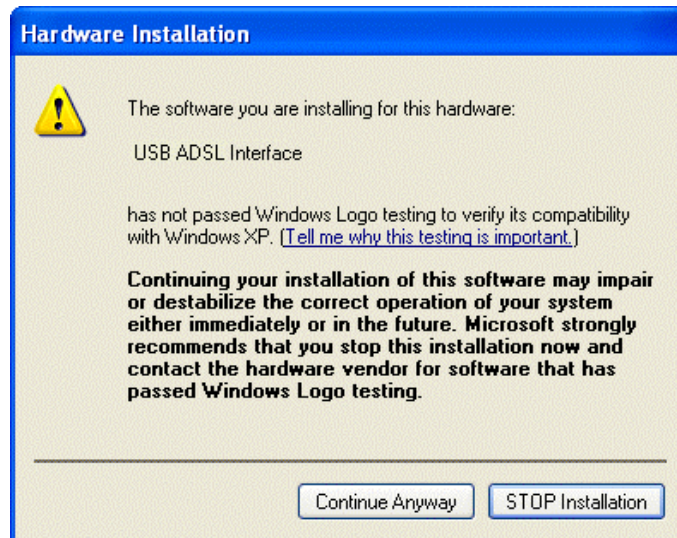 Hardware Installation
The software you are installing for this hardware:
USB ADSL Interface
has not passed Windows Logo testing to verify its compatibility
with Windows XP. (Tell me why this testing is important.)
Continuing your installation of this software may impair
or destabilize the correct operation of your system
either immediately or in the future. Microsoft strongly
recommends that you stop this installation now and
contact the hardware vendor for software that has
passed Windows Logo testing.
Continue Anyway
STOP Installation